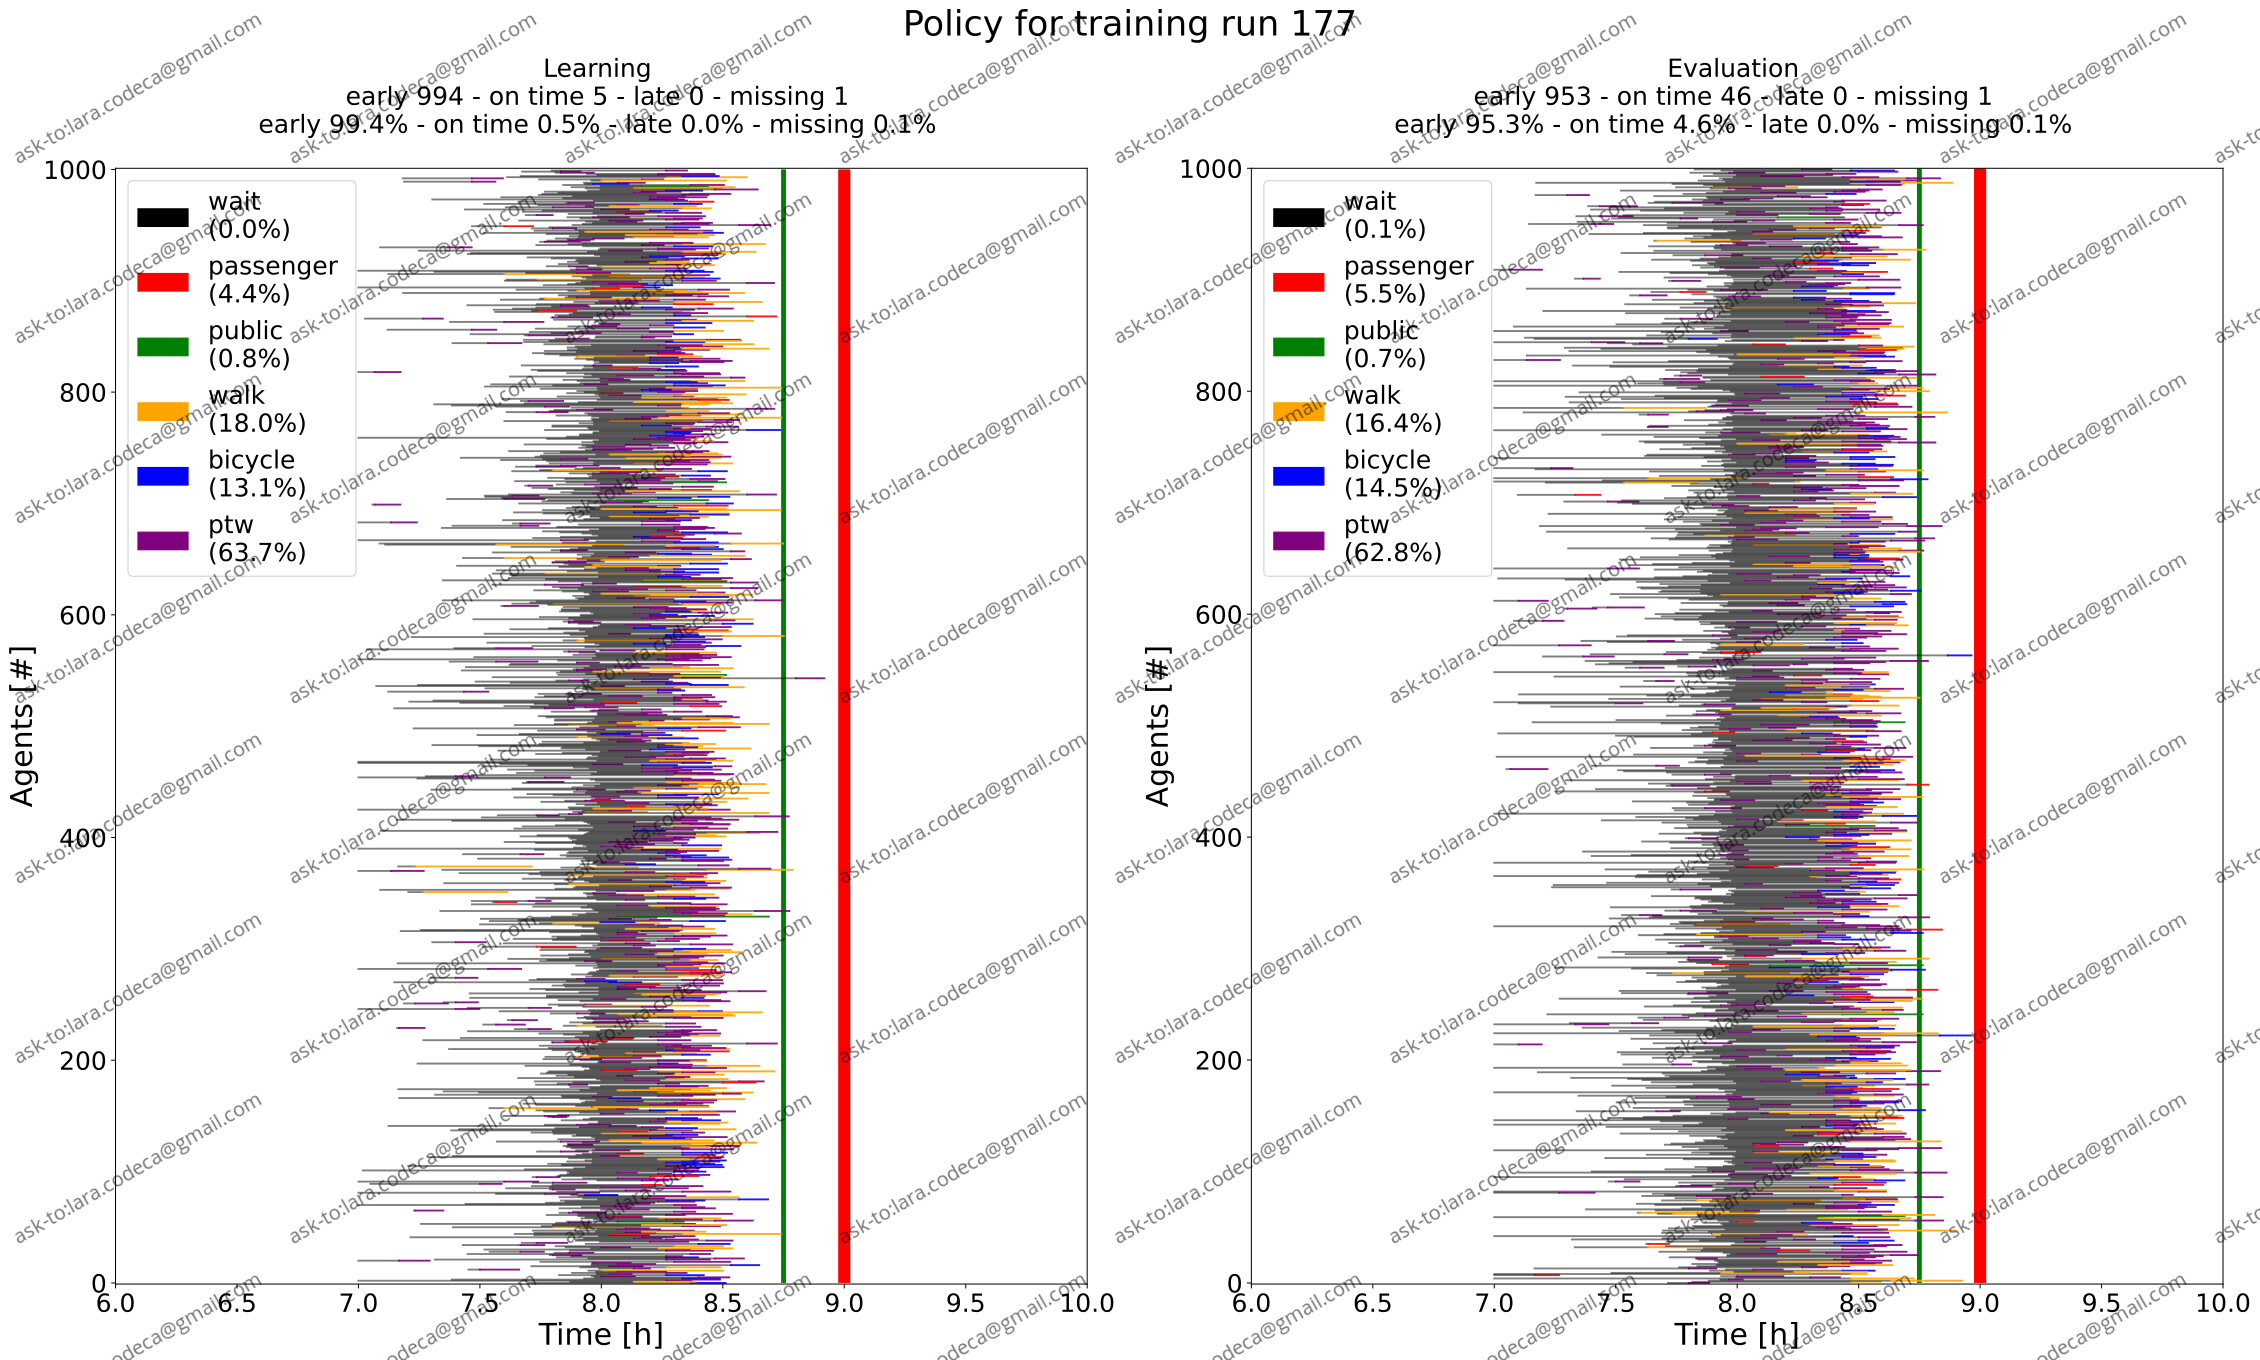 Policy for training run 177
Learning
early 994 - on time 5 - late 0 - missing 1
early 99.4% - on time 0.5% - late 0.0% - missing 0.1%
1000
800
600
400
200
0
Agents [#]
wait
(0.0%)
passenger
(4.4%)
public
(0.8%)
walk
(18.0%)
bicycle
(13.1%)
ptw
(63.7%)
6.0 6.5 7.0 7.5 8.0 8.5 9.0 9.5 10.0
Time [h]
Evaluation
early 953 - on time 46 - late 0 - missing 1
early 95.3% - on time 4.6% - late 0.0% - missing 0.1%
1000
800
600
400
200
0
Agents [#]
wait
(0.1%)
passenger
(5.5%)
public
(0.7%)
walk
(16.4%)
bicycle
(14.5%)
ptw
(62.8%)
6.0 6.5 7.0 7.5 8.0 8.5 9.0 9.5 10.0
Time [h]
ask-to:lara.codeca@gmail.com